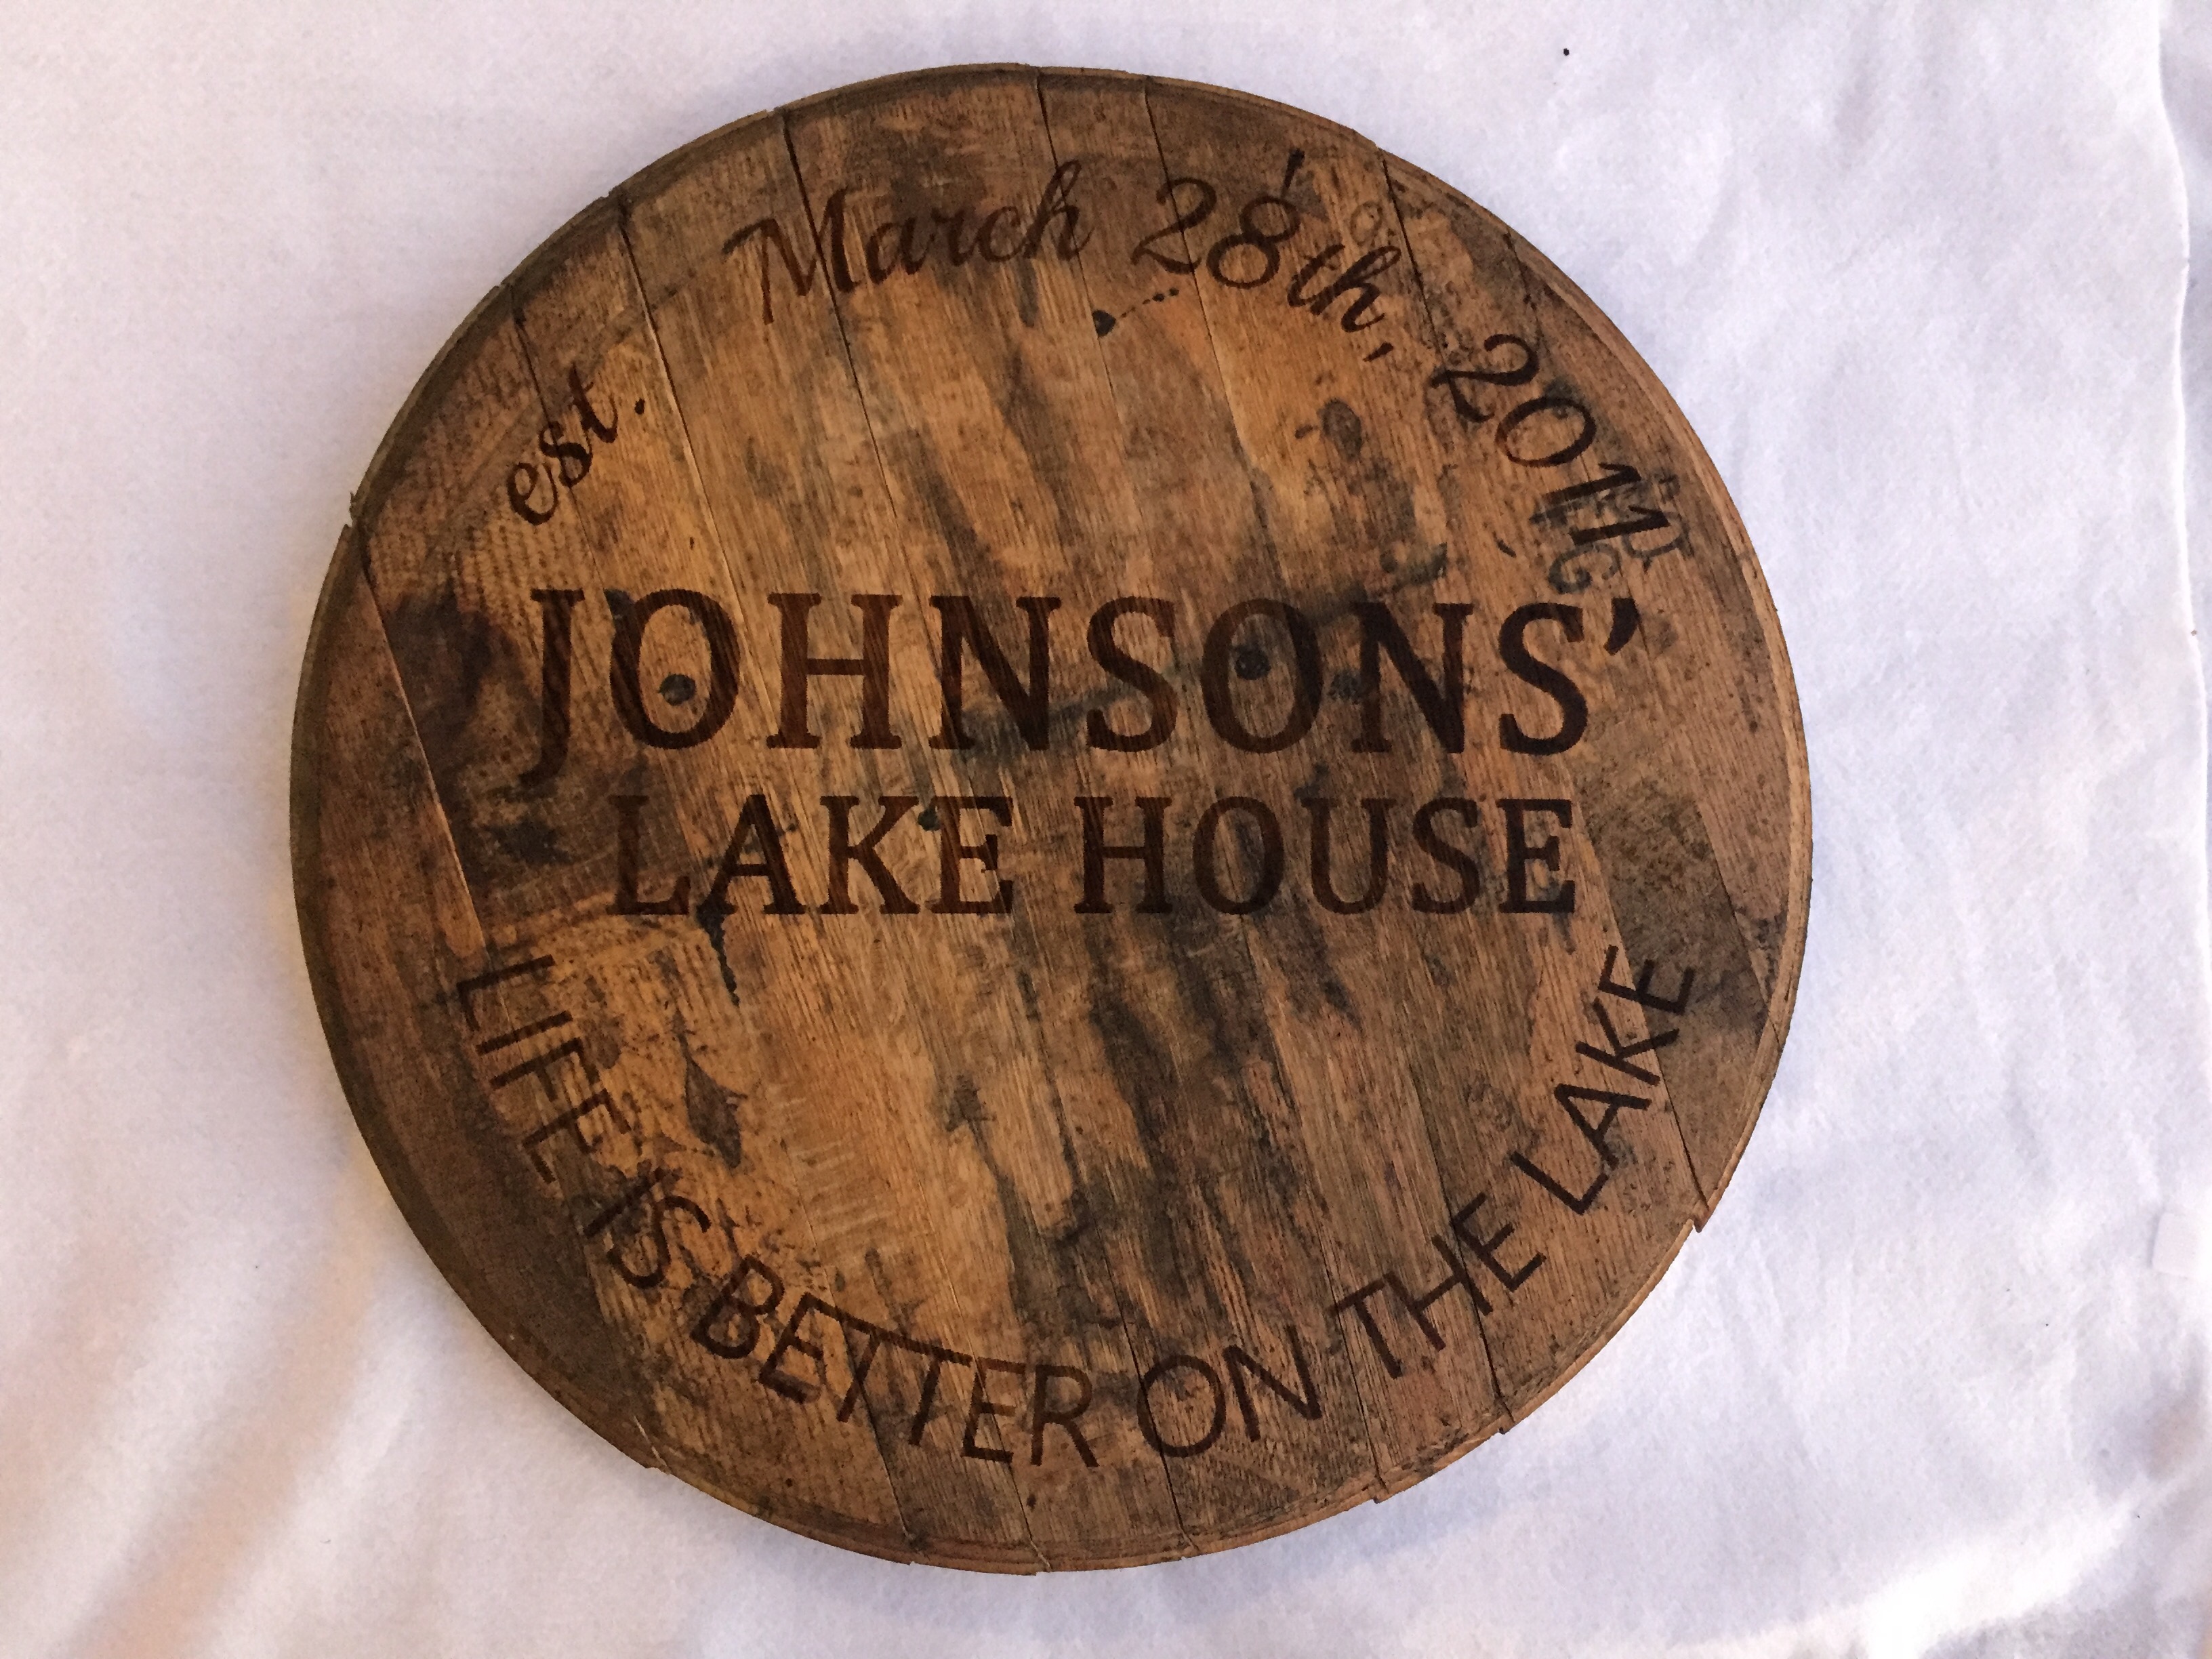 est. March 28th, 2011
JOHNSONS'
LAKE HOUSE
LIFE IS BETTER ON THE LAKE